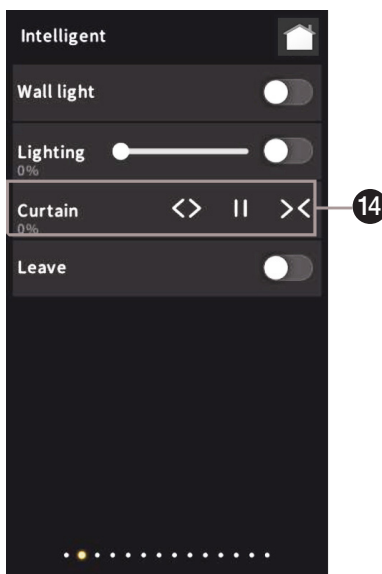 Intelligent
Wall light
Lighting
0%
Curtain
0%
Leave
14